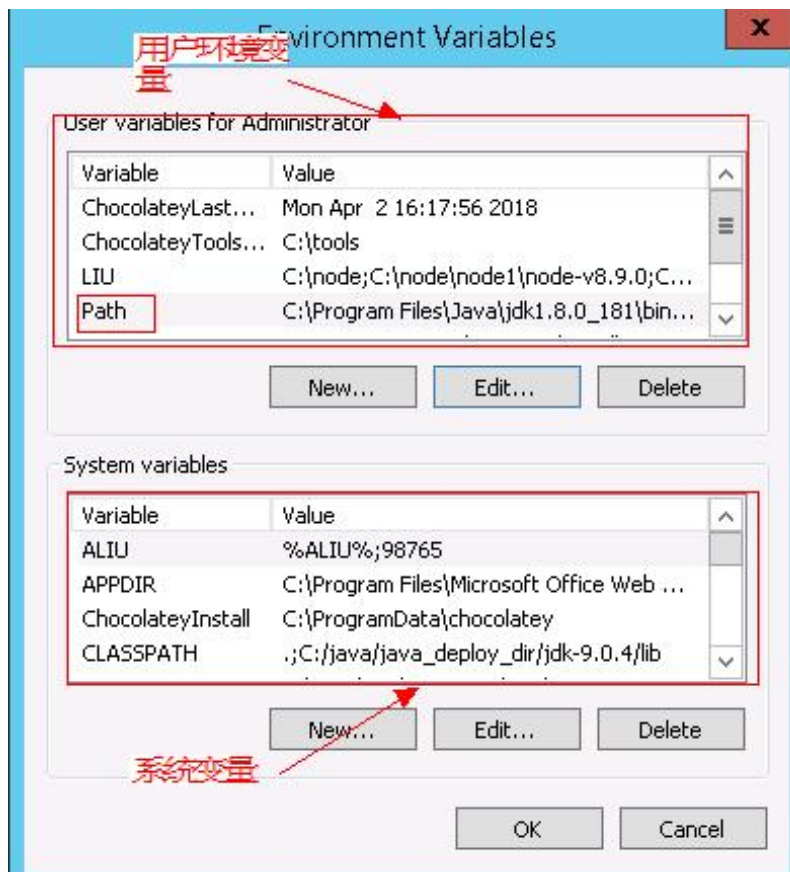 Environment Variables
x
用户环境变
量
User variables for Administrator
Variable Value
ChocolateyLast... Mon Apr 2 16:17:56 2018
ChocolateyTools... C:\tools
LIU C:\node;C:\node\node1\node-v8.9.0;C...
Path C:\Program Files\Java\jdk1.8.0_181\bin...
New... Edit... Delete
System variables
Variable Value
ALIU %ALIU%;98765
APPDIR C:\Program Files\Microsoft Office Web ...
ChocolateyInstall C:\ProgramData\chocolatey
CLASSPATH .;C:/java/java_deploy_dir/jdk-9.0.4/lib
New... Edit... Delete
系统变量
OK Cancel